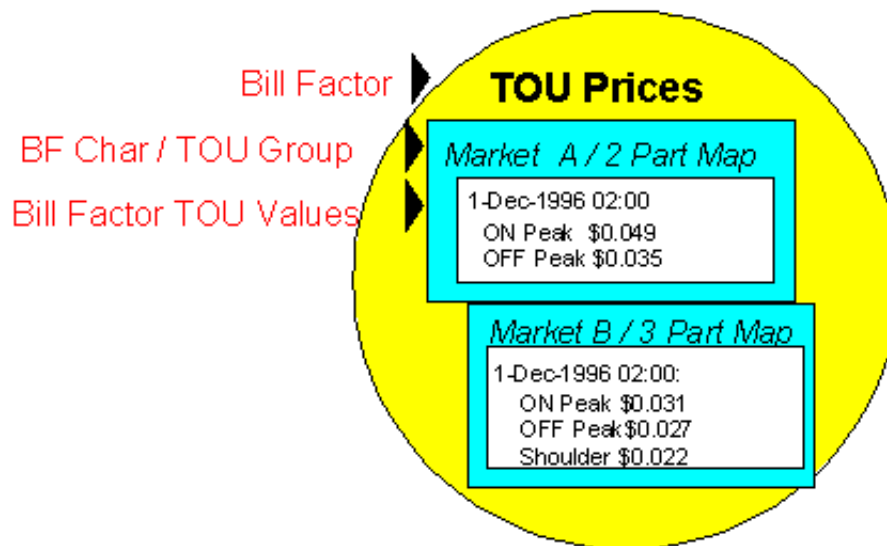 Bill Factor
TOU Prices
BF Char / TOU Group
Market A / 2 Part Map
Bill Factor TOU Values
1-Dec-1996 02:00
ON Peak $0.049
OFF Peak $0.035
Market B / 3 Part Map
1-Dec-1996 02:00:
ON Peak $0.031
OFF Peak $0.027
Shoulder $0.022